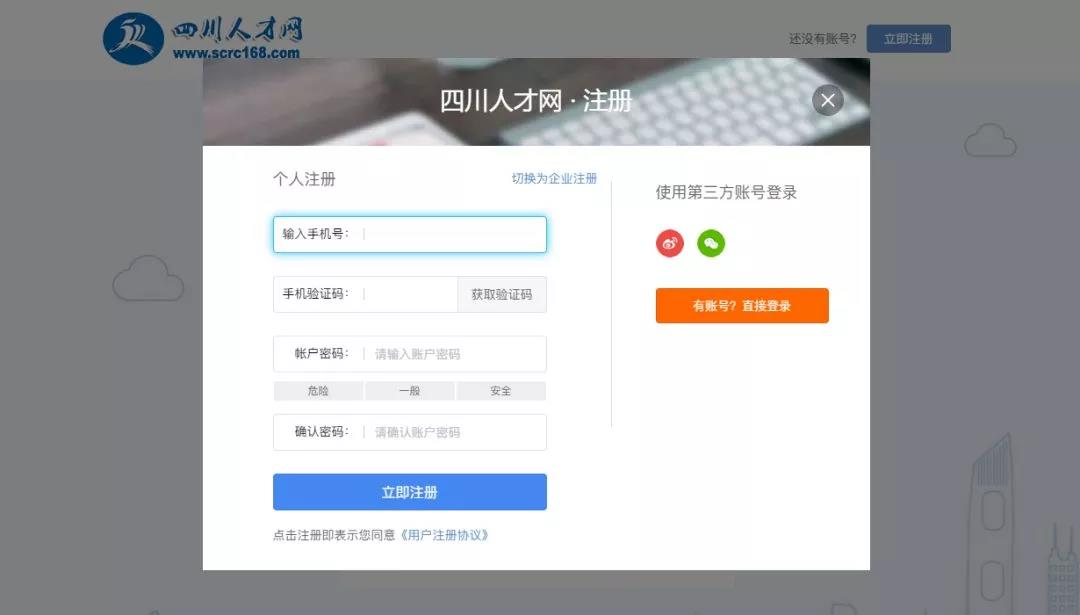 四川人才网
www.scrc168.com
还没有账号? 立即注册
四川人才网 · 注册
个人注册 切换为企业注册
输入手机号：
手机验证码： 获取验证码
帐户密码： 请输入账户密码
危险 一般 安全
确认密码： 请确认账户密码
立即注册
点击注册即表示您同意《用户注册协议》
使用第三方账号登录
有账号？直接登录